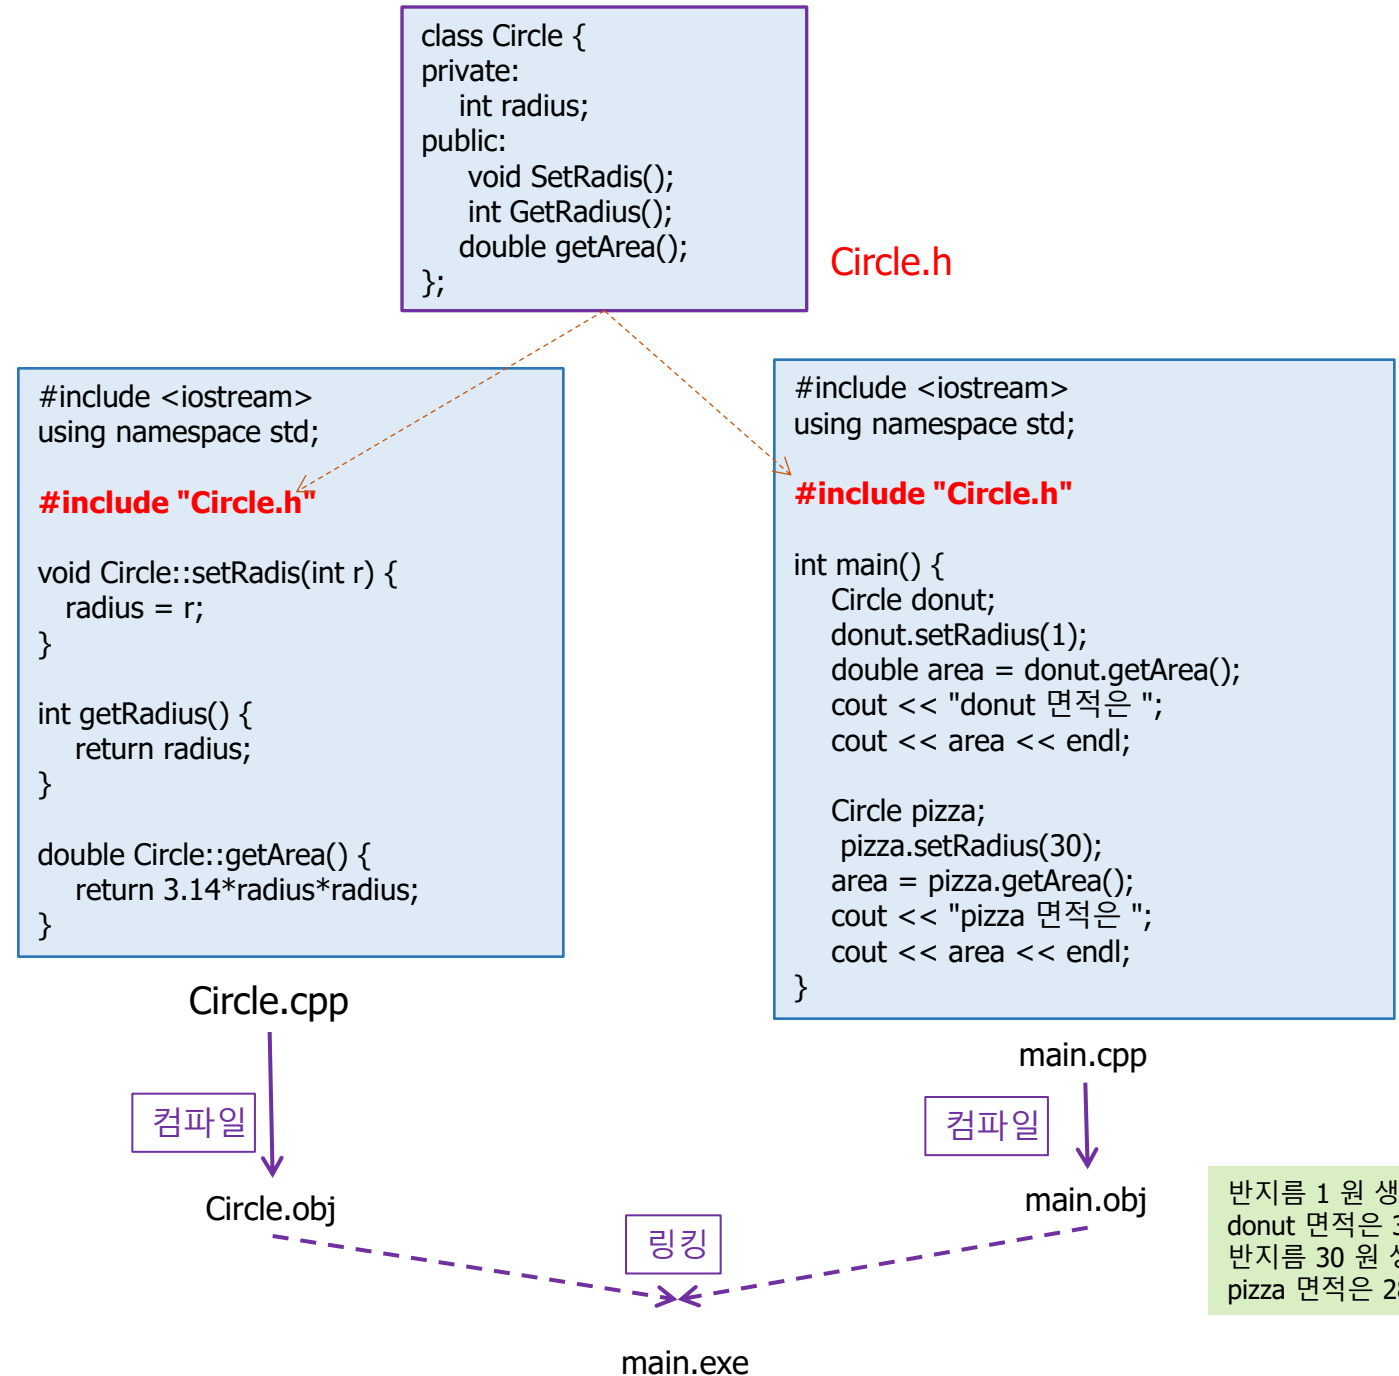 class Circle {
private:
int radius;
public:
void SetRadis();
int GetRadius();
double getArea();
};
Circle.h
#include <iostream>
using namespace std;
#include "Circle.h"
void Circle::setRadis(int r) {
radius = r;
}
int getRadius() {
return radius;
}
double Circle::getArea() {
return 3.14*radius*radius;
}
Circle.cpp
#include <iostream>
using namespace std;
#include "Circle.h"
int main() {
Circle donut;
donut.setRadius(1);
double area = donut.getArea();
cout << "donut 면적은 ";
cout << area << endl;
Circle pizza;
pizza.setRadius(30);
area = pizza.getArea();
cout << "pizza 면적은 ";
cout << area << endl;
}
main.cpp
컴파일
컴파일
Circle.obj
main.obj
링킹
main.exe
반지름 1 원 생
donut 면적은
반지름 30 원
pizza 면적은